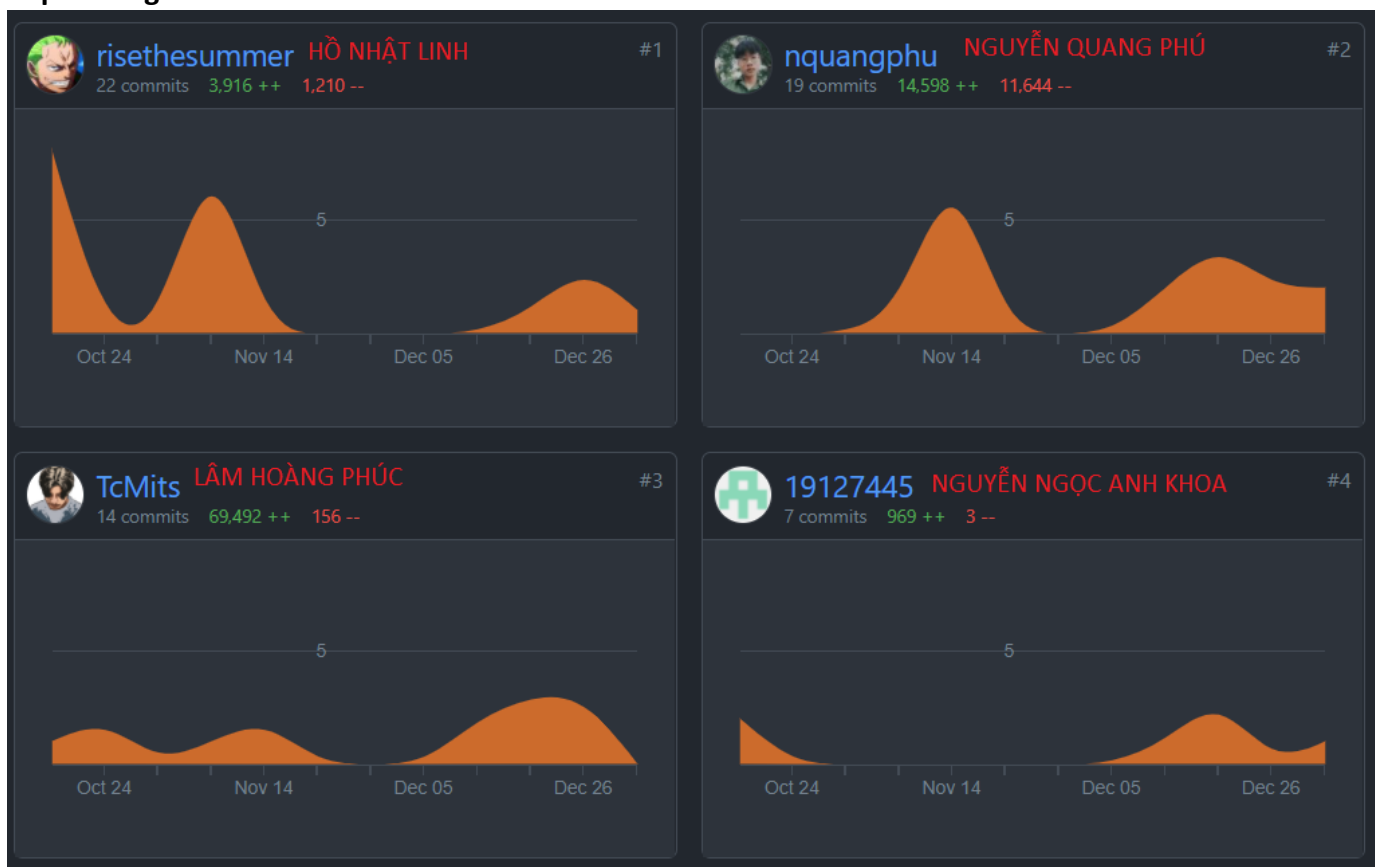 risethesummer HỒ NHẬT LINH #1
22 commits 3,916 ++ 1,210 --
5
Oct 24 Nov 14 Dec 05 Dec 26
nquangphu NGUYỄN QUANG PHÚ #2
19 commits 14,598 ++ 11,644 --
5
Oct 24 Nov 14 Dec 05 Dec 26
TcMits LÂM HOÀNG PHÚC #3
14 commits 69,492 ++ 156 --
5
Oct 24 Nov 14 Dec 05 Dec 26
19127445 NGUYỄN NGỌC ANH KHOA #4
7 commits 969 ++ 3 --
5
Oct 24 Nov 14 Dec 05 Dec 26